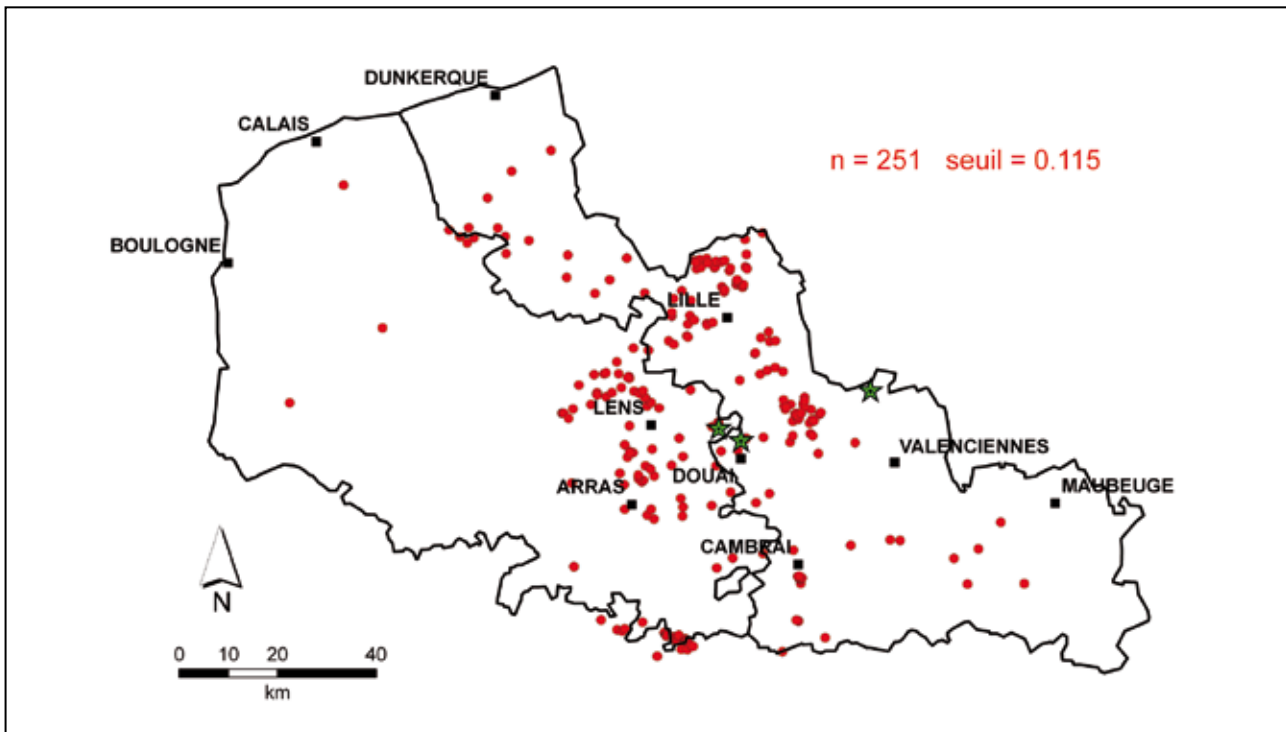 DUNKERQUE
CALAIS
n = 251 seuil = 0.115
BOULOGNE
LILLE
LENS
VALENCIENNES
DOUAI
ARRAS
MAUBEUGE
CAMBRAI
N
0 10 20 40
km